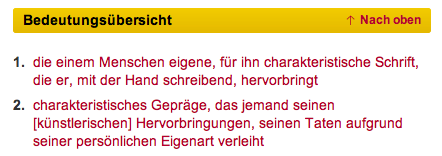 Bedeutungsübersicht ↑ Nach oben
1. die einem Menschen eigene, für ihn charakteristische Schrift,
die er, mit der Hand schreibend, hervorbringt
2. charakteristisches Gepräge, das jemand seinen
[künstlerischen] Hervorbringungen, seinen Taten aufgrund
seiner persönlichen Eigenart verleiht